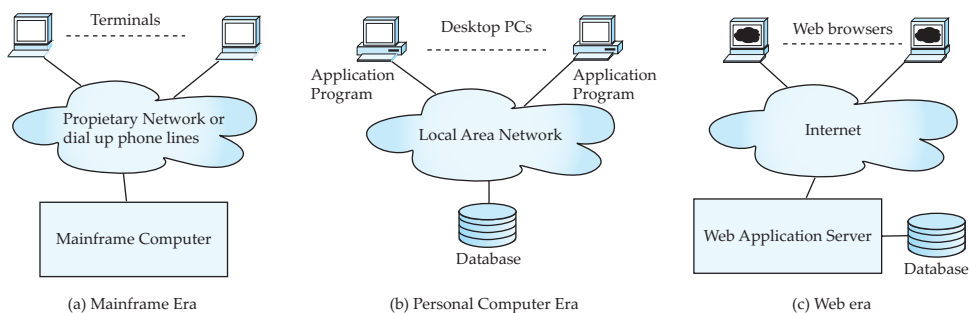 Terminals
Propietary Network or
dial up phone lines
Mainframe Computer
(a) Mainframe Era
Desktop PCs
Application
Program
Application
Program
Local Area Network
Database
(b) Personal Computer Era
Web browsers
Internet
Web Application Server
Database
(c) Web era